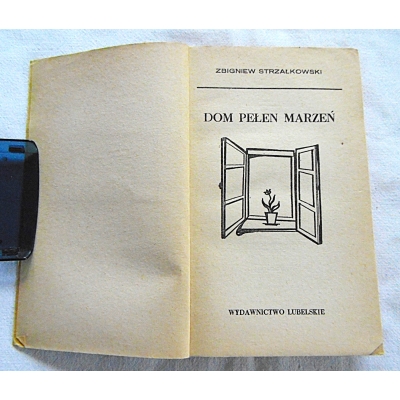 ZBIGNIEW STRZAŁKOWSKI
DOM PEŁEN MARZEŃ
WYDAWNICTWO LUBELSKIE